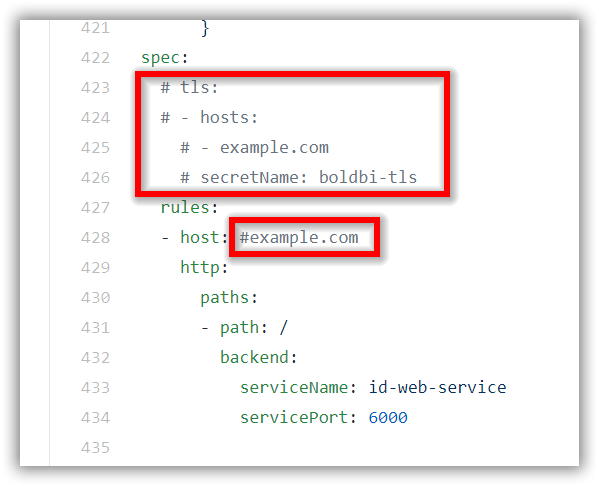 421 }
422 spec:
423 # tls:
424 # - hosts:
425 # - example.com
426 # secretName: boldbi-tls
427 rules:
428 - host: #example.com
429 http:
430 paths:
431 - path: /
432 backend:
433 serviceName: id-web-service
434 servicePort: 6000
435